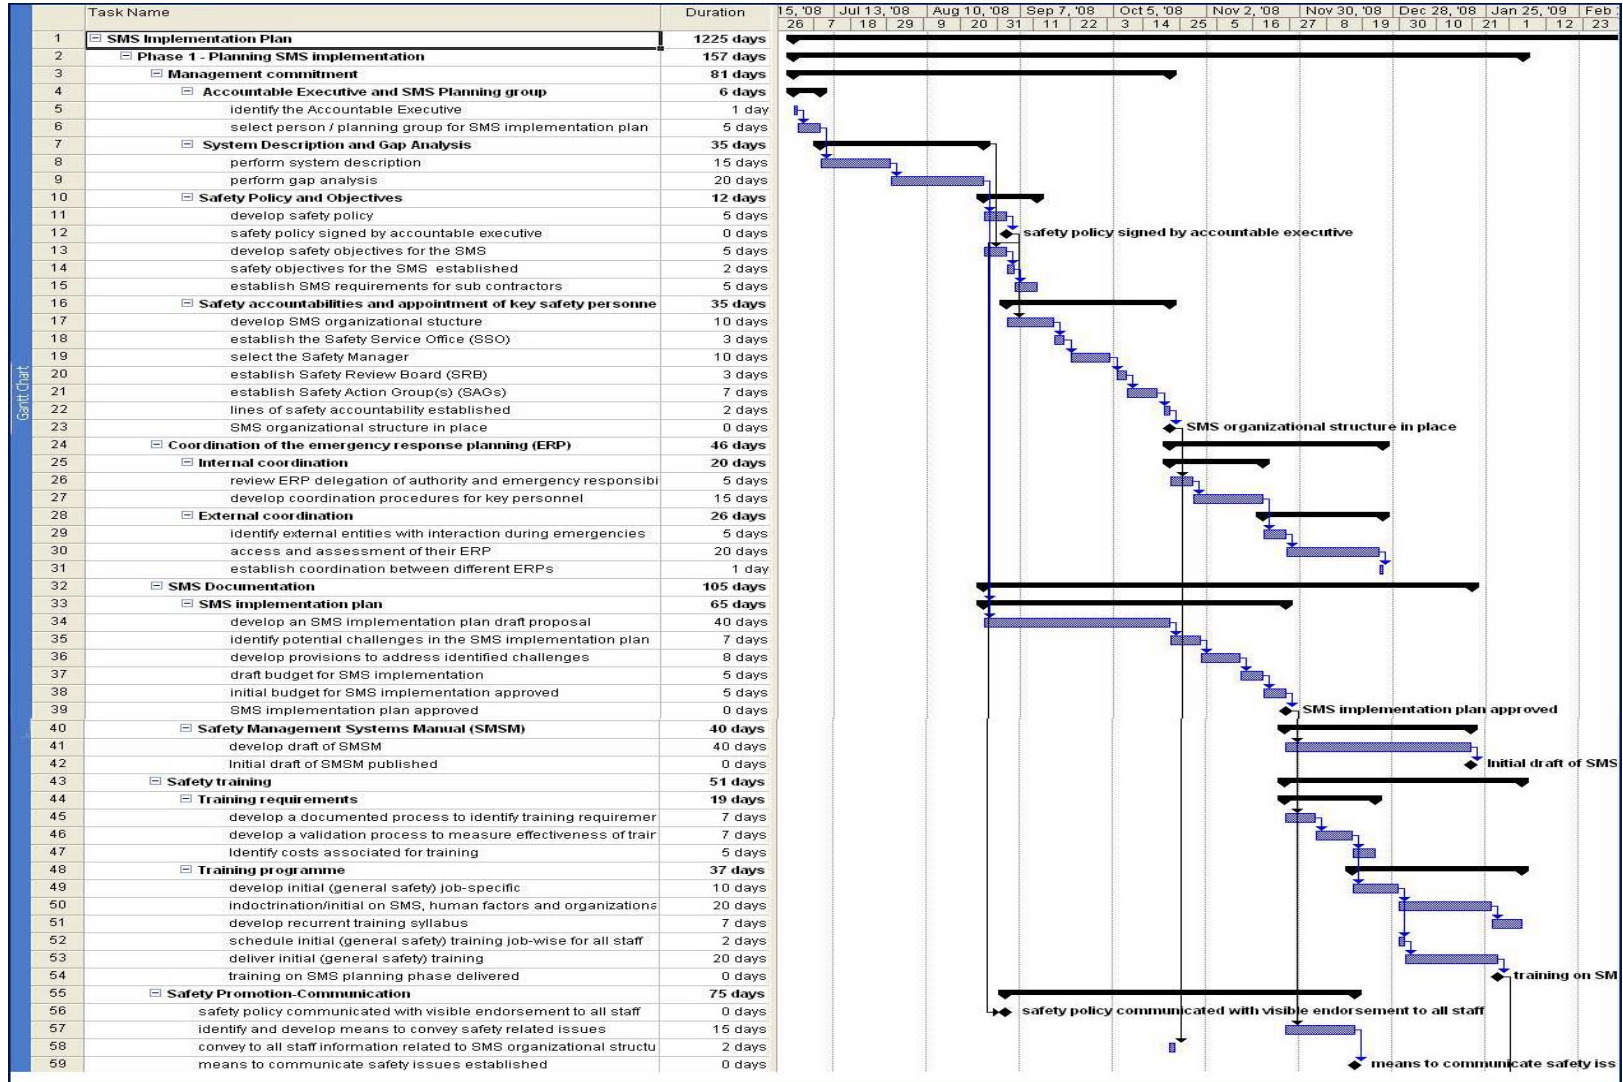 Task Name Duration 15, '08 Jul 13, '08 Aug 10, '08 Sep 7, '08 Oct 5, '08 Nov 2, '08 Nov 30, '08 Dec 28, '08 Jan 25, '09 Feb
26 7 18 29 9 20 31 11 22 3 14 25 5 16 27 8 19 30 10 21 1 12 23
1 SMS Implementation Plan 1225 days
2 Phase 1 - Planning SMS implementation 157 days
3 Management commitment 81 days
4 Accountable Executive and SMS Planning group 6 days
5 identify the Accountable Executive 1 day
6 select person / planning group for SMS implementation plan 5 days
7 System Description and Gap Analysis 35 days
8 perform system description 15 days
9 perform gap analysis 20 days
10 Safety Policy and Objectives 12 days
11 develop safety policy 5 days
12 safety policy signed by accountable executive 0 days safety policy signed by accountable executive
13 develop safety objectives for the SMS 5 days
14 safety objectives for the SMS established 2 days
15 establish SMS requirements for sub contractors 5 days
16 Safety accountabilities and appointment of key safety personne 35 days
17 develop SMS organizational stucture 10 days
18 establish the Safety Service Office (SSO) 3 days
19 select the Safety Manager 10 days
20 establish Safety Review Board (SRB) 3 days
21 establish Safety Action Group(s) (SAGs) 7 days
22 lines of safety accountability established 2 days
23 SMS organizational structure in place 0 days SMS organizational structure in place
24 Coordination of the emergency response planning (ERP) 46 days
25 Internal coordination 20 days
26 review ERP delegation of authority and emergency responsibi 5 days
27 develop coordination procedures for key personnel 15 days
28 External coordination 26 days
29 identify external entities with interaction during emergencies 5 days
30 access and assessment of their ERP 20 days
31 establish coordination between different ERPs 1 day
32 SMS Documentation 105 days
33 SMS implementation plan 65 days
34 develop an SMS implementation plan draft proposal 40 days
35 identify potential challenges in the SMS implementation plan 7 days
36 develop provisions to address identified challenges 8 days
37 draft budget for SMS implementation 5 days
38 initial budget for SMS implementation approved 5 days
39 SMS implementation plan approved 0 days SMS implementation plan approved
40 Safety Management Systems Manual (SMSM) 40 days
41 develop draft of SMSM 40 days
42 Initial draft of SMSM published 0 days Initial draft of SMS
43 Safety training 51 days
44 Training requirements 19 days
45 develop a documented process to identify training requiremer 7 days
46 develop a validation process to measure effectiveness of trair 7 days
47 Identify costs associated for training 5 days
48 Training programme 37 days
49 develop initial (general safety) job-specific 10 days
50 indoctrination/initial on SMS, human factors and organizationa 20 days
51 develop recurrent training syllabus 7 days
52 schedule initial (general safety) training job-wise for all staff 2 days
53 deliver initial (general safety) training 20 days
54 training on SMS planning phase delivered 0 days training on SM
55 Safety Promotion-Communication 75 days
56 safety policy communicated with visible endorsement to all staff 0 days safety policy communicated with visible endorsement to all staff
57 identify and develop means to convey safety related issues 15 days
58 convey to all staff information related to SMS organizational structu 2 days
59 means to communicate safety issues established 0 days means to communicate safety iss
Gantt Chart